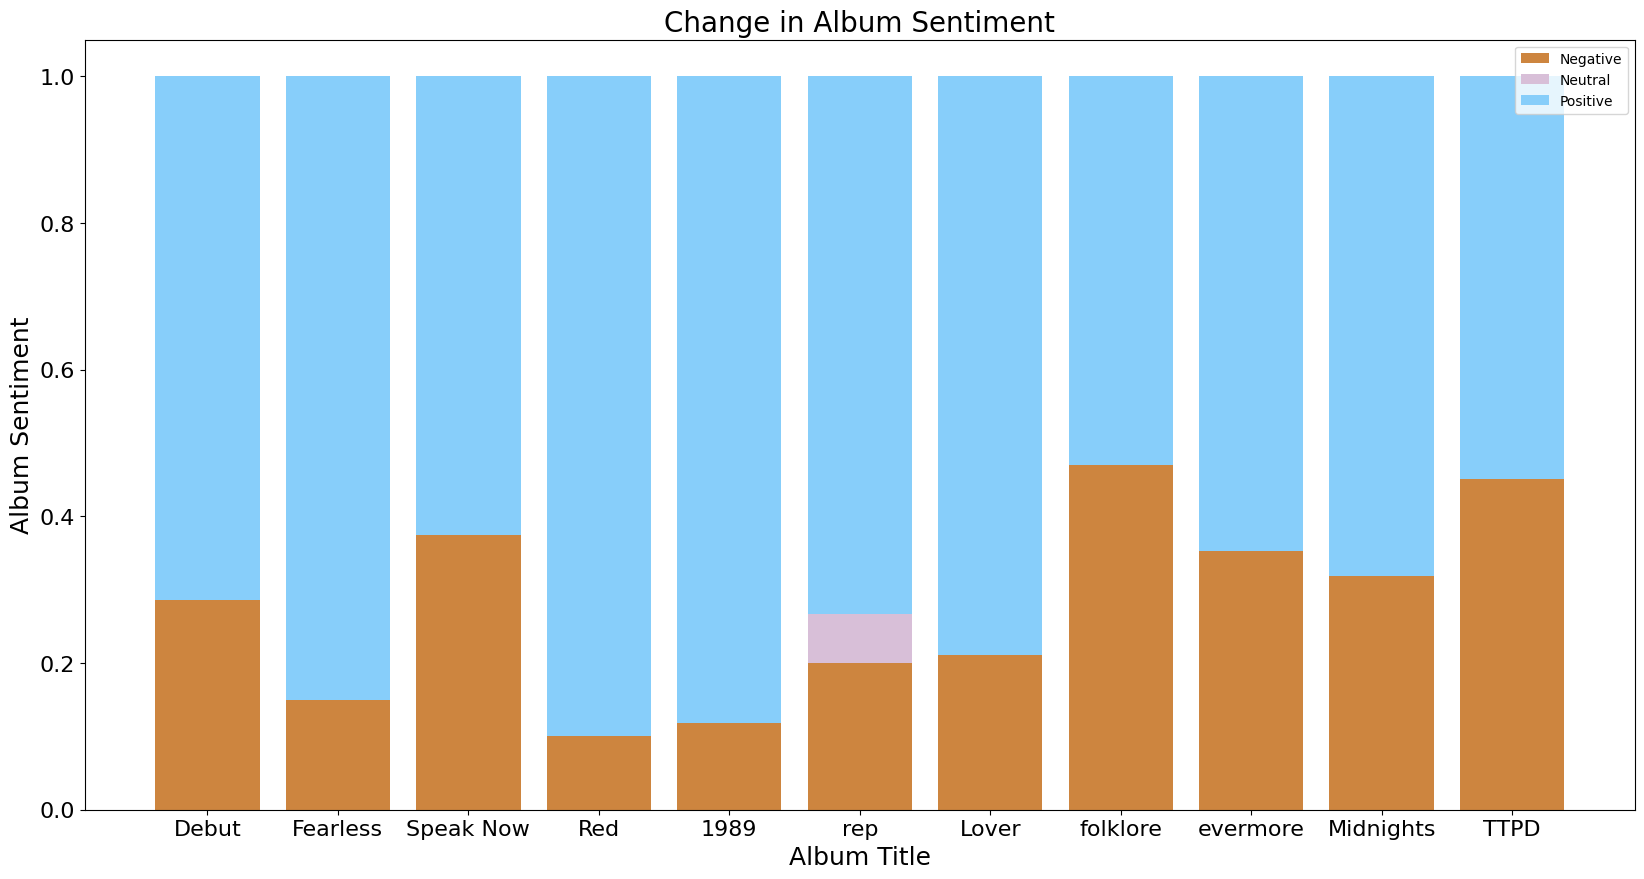 Change in Album Sentiment
Negative
Neutral
Positive
Album Sentiment
1.0
0.8
0.6
0.4
0.2
0.0
Debut Fearless Speak Now Red 1989 rep Lover folklore evermore Midnights TTPD
Album Title